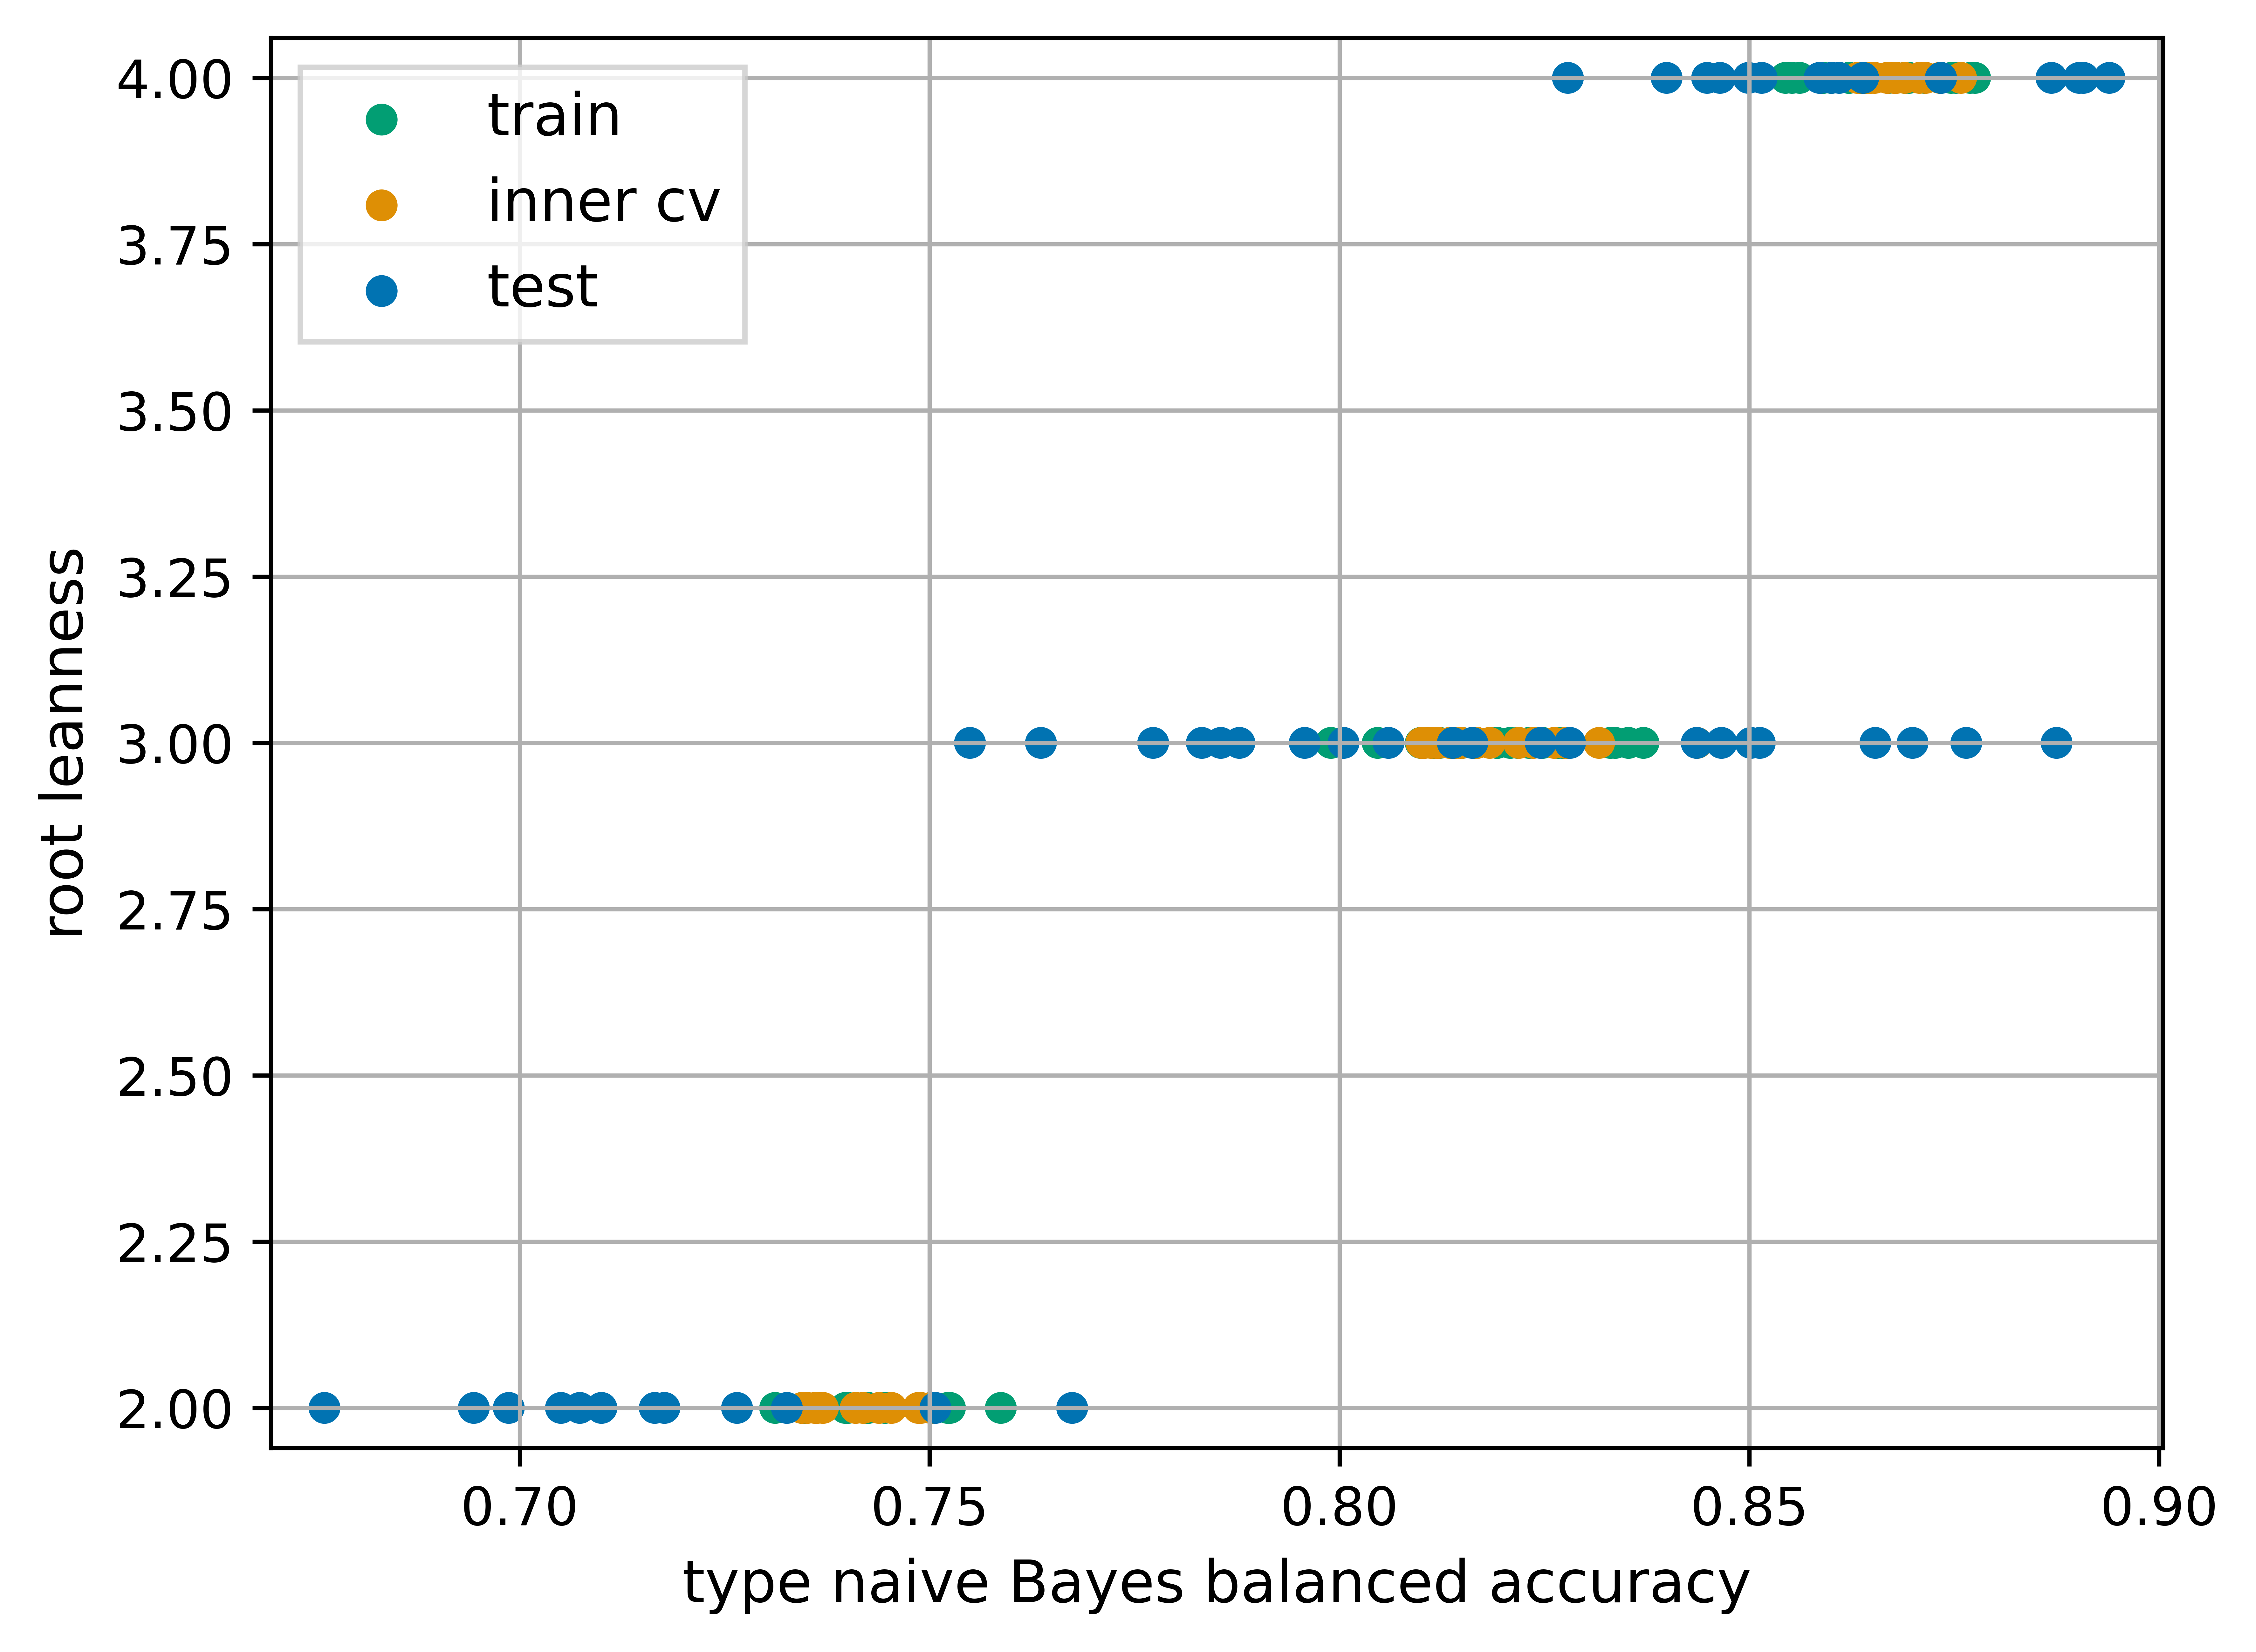 train
inner cv
test
4.00
3.75
3.50
3.25
3.00
2.75
2.50
2.25
2.00
root leanness
0.70 0.75 0.80 0.85 0.90
type naive Bayes balanced accuracy